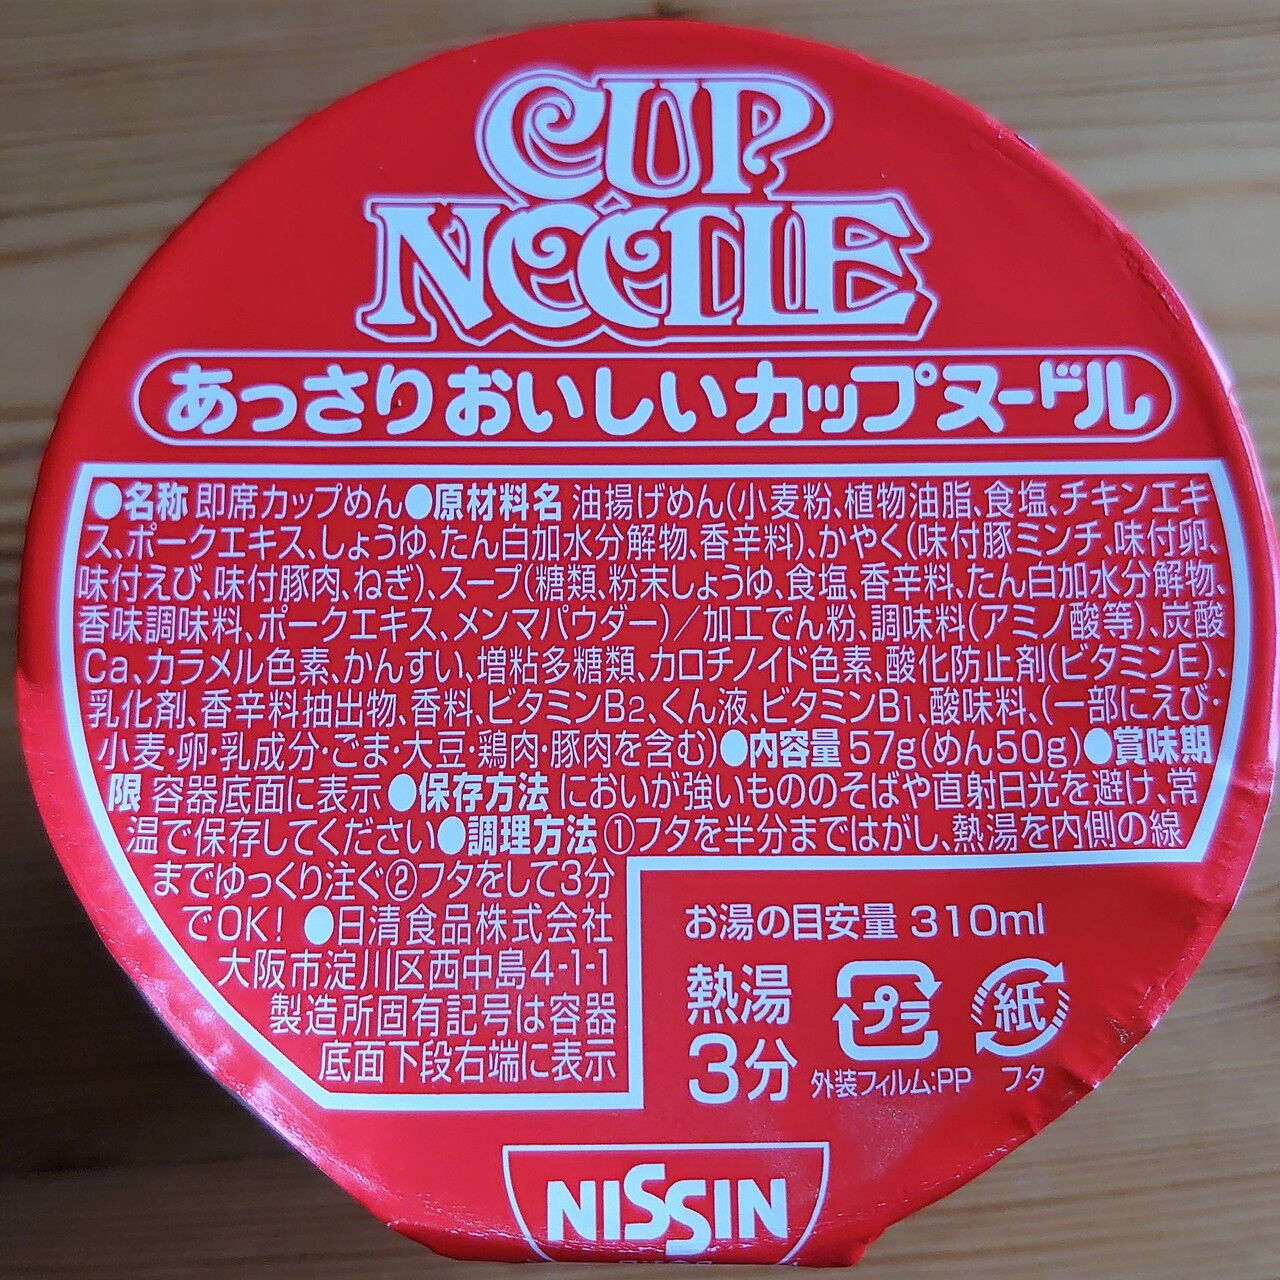 CUP
NOODLE
あっさりおいしいカップヌードル
●名称 即席カップめん●原材料名 油揚げめん(小麦粉、植物油脂、食塩、チキンエキ
ス、ポークエキス、しょうゆ、たん白加水分解物、香辛料)、かやく(味付豚ミンチ、味付卵、
味付えび、味付豚肉、ねぎ)、スープ(糖類、粉末しょうゆ、食塩、香辛料、たん白加水分解物、
香味調味料、ポークエキス、メンマパウダー)/加工でん粉、調味料(アミノ酸等)、炭酸
Ca、カラメル色素、かんすい、増粘多糖類、カロチノイド色素、酸化防止剤(ビタミンE)、
乳化剤、香辛料抽出物、香料、ビタミンB2、くん液、ビタミンB1、酸味料、(一部にえび・
小麦・卵・乳成分・ごま・大豆・鶏肉・豚肉を含む)●内容量 57g(めん50g)●賞味期
限 容器底面に表示 ●保存方法 においが強いもののそばや直射日光を避け、常
温で保存してください●調理方法 ①フタを半分まではがし、熱湯を内側の線
までゆっくり注ぐ②フタをして3分
でOK! ●日清食品株式会社
大阪市淀川区西中島4-1-1
製造所固有記号は容器
底面下段右端に表示
お湯の目安量 310ml
熱湯
3分
プラ
外装フィルム:PP
紙
フタ
NISSIN